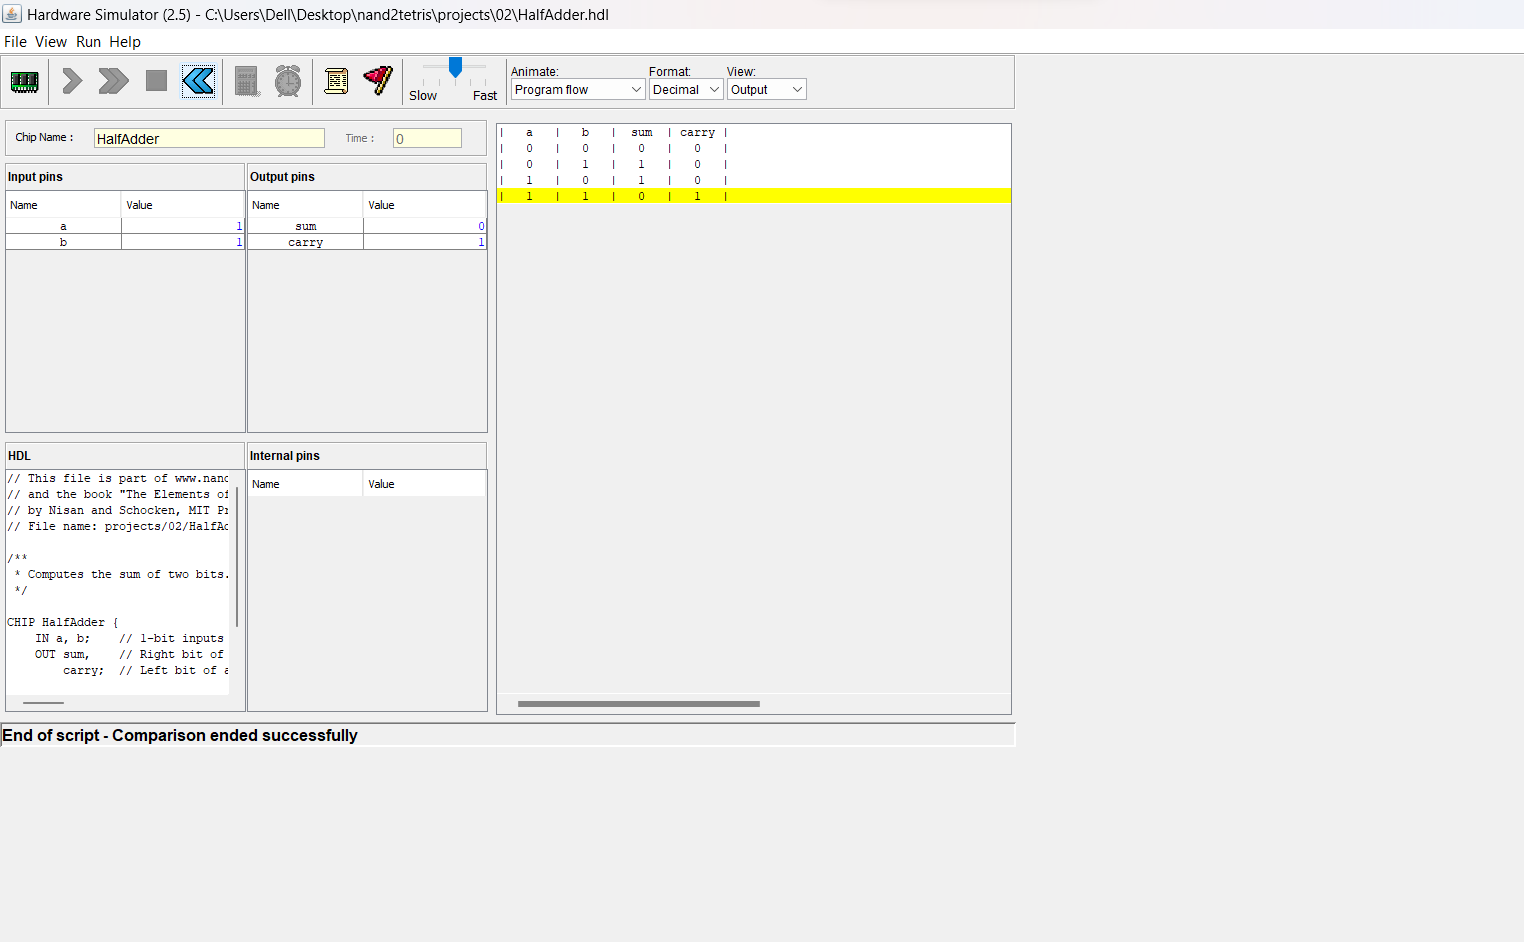 Hardware Simulator (2.5) - C:\Users\Dell\Desktop\nand2tetris\projects\02\HalfAdder.hdl
File View Run Help
Slow Fast
Animate: Format: View:
Program flow Decimal Output
Chip Name : HalfAdder Time : 0
Input pins
Name Value
a 1
b 1
Output pins
Name Value
sum 0
carry 1
HDL
// This file is part of www.nand
// and the book "The Elements of
// by Nisan and Schocken, MIT Pr
// File name: projects/02/HalfAd
/**
* Computes the sum of two bits.
*/
CHIP HalfAdder {
IN a, b; // 1-bit inputs
OUT sum, // Right bit of
carry; // Left bit of a
Internal pins
Name Value
| a | b | sum | carry |
| 0 | 0 | 0 | 0 |
| 0 | 1 | 1 | 0 |
| 1 | 0 | 1 | 0 |
| 1 | 1 | 0 | 1 |
End of script - Comparison ended successfully